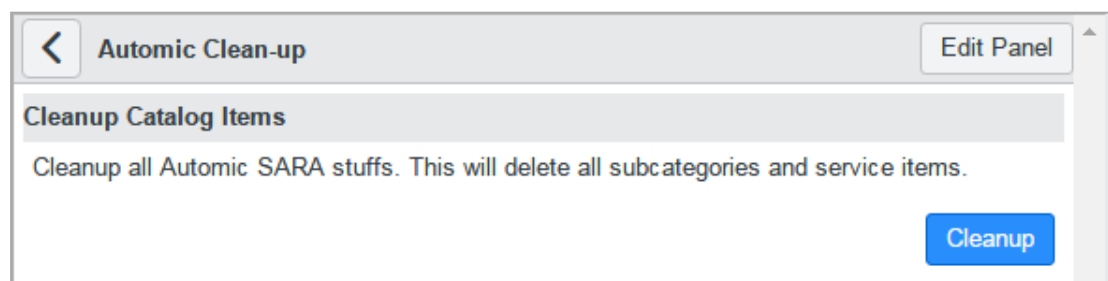 Automic Clean-up
Edit Panel
Cleanup Catalog Items
Cleanup all Automic SARA stuffs. This will delete all subcategories and service items.
Cleanup